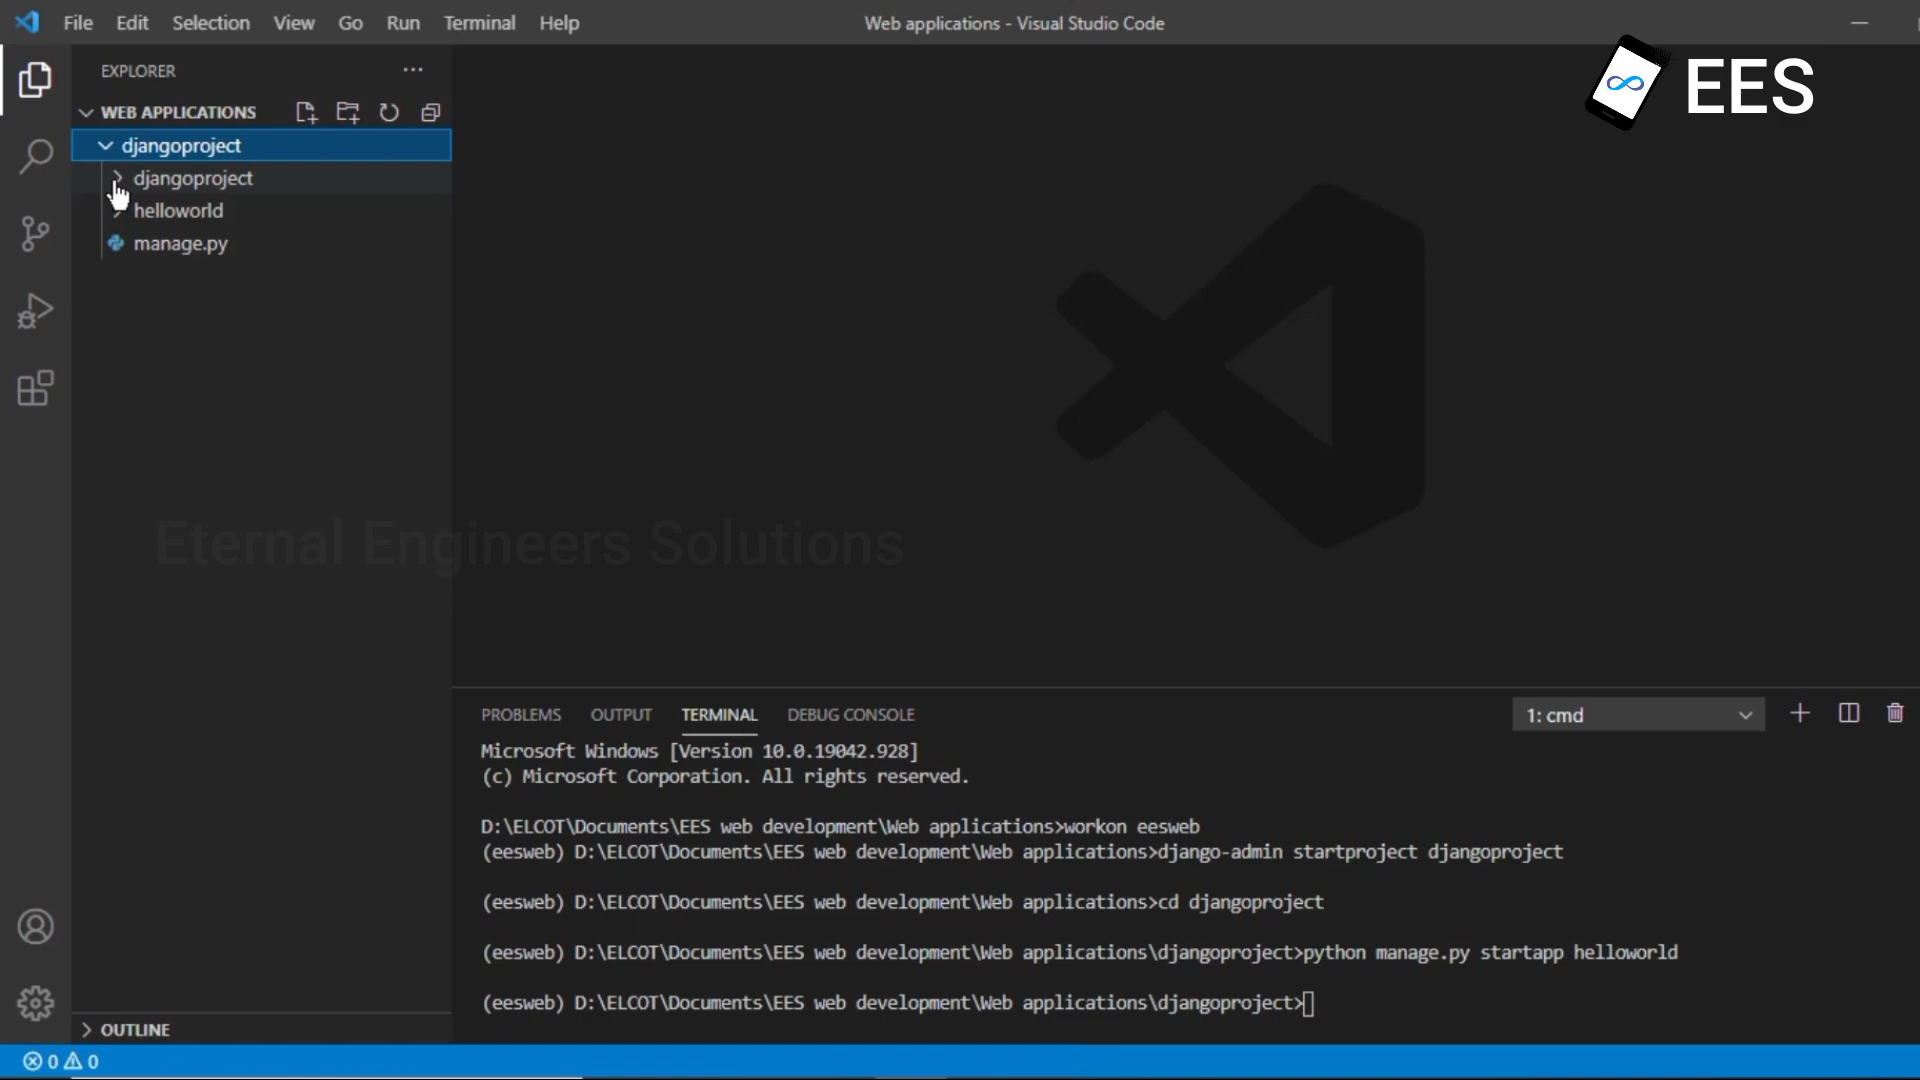 File Edit Selection View Go Run Terminal Help
Web applications - Visual Studio Code
EES
EXPLORER
WEB APPLICATIONS
djangoproject
djangoproject
helloworld
manage.py
Eternal Engineers Solutions
PROBLEMS OUTPUT TERMINAL DEBUG CONSOLE
1: cmd
Microsoft Windows [Version 10.0.19042.928]
(c) Microsoft Corporation. All rights reserved.
D:\ELCOT\Documents\EES web development\Web applications>workon eesweb
(eesweb) D:\ELCOT\Documents\EES web development\Web applications>django-admin startproject djangoproject
(eesweb) D:\ELCOT\Documents\EES web development\Web applications>cd djangoproject
(eesweb) D:\ELCOT\Documents\EES web development\Web applications\djangoproject>python manage.py startapp helloworld
(eesweb) D:\ELCOT\Documents\EES web development\Web applications\djangoproject>
OUTLINE
0 0